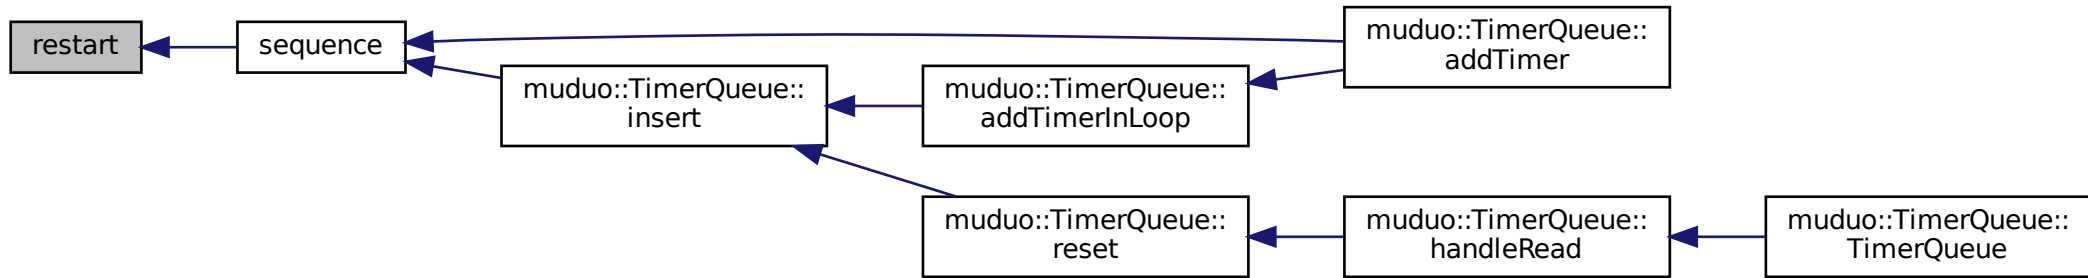 restart
sequence
muduo::TimerQueue::
addTimer
muduo::TimerQueue::
insert
muduo::TimerQueue::
addTimerInLoop
muduo::TimerQueue::
reset
muduo::TimerQueue::
handleRead
muduo::TimerQueue::
TimerQueue